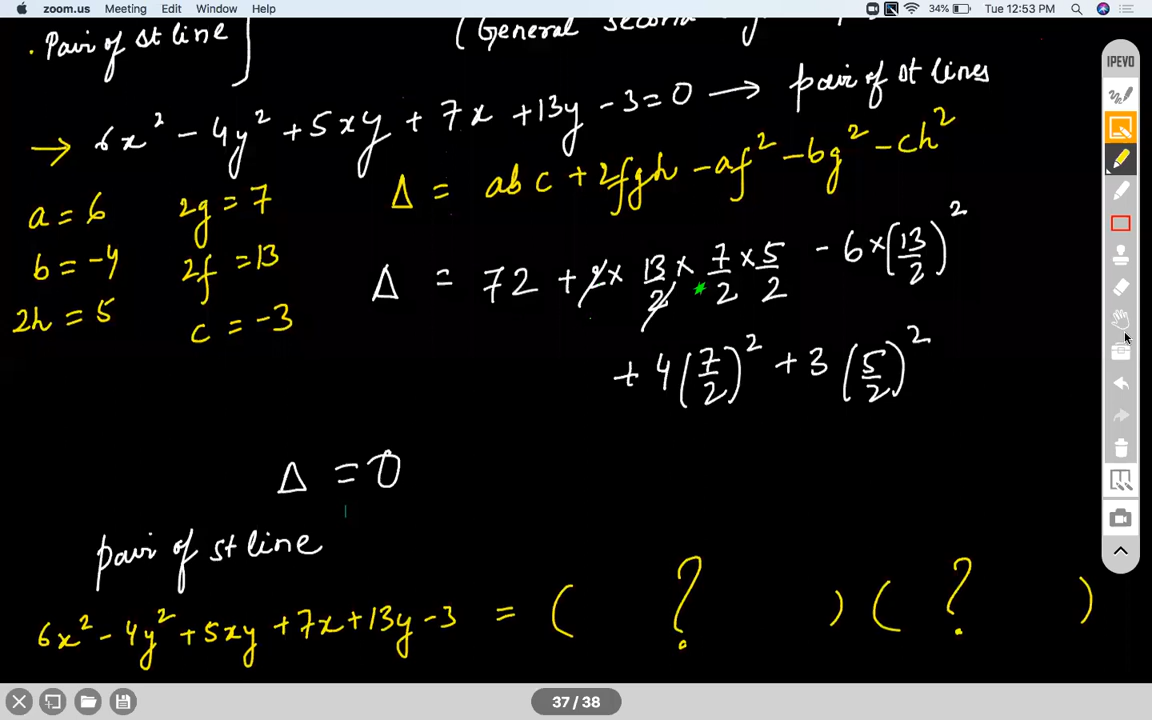 zoom.us Meeting Edit Window Help 34% Tue 12:53 PM
. Pair of st line ] (General second
IPEVO
→ 6x² - 4y² + 5xy + 7x + 13y - 3 = 0 → pair of st lines
Δ = abc + 2fgh - af² - bg² - ch²
a = 6 2g = 7
b = -4 2f = 13
2h = 5 c = -3
Δ = 72 + 2 × 13/2 × 7/2 × 5/2 - 6 × (13/2)²
+ 4 (7/2)² + 3 (5/2)²
Δ = 0
pair of st line
6x² - 4y² + 5xy + 7x + 13y - 3 = ( ? ) ( ? )
37 / 38